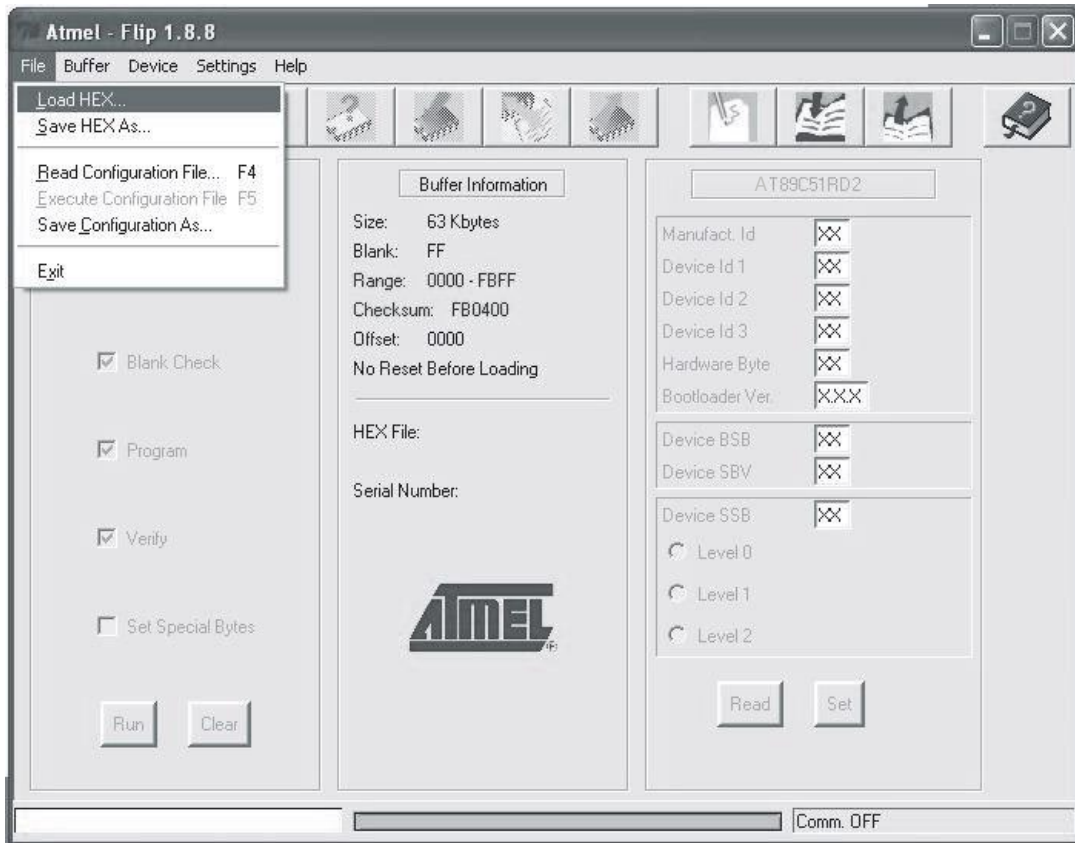 Atmel - Flip 1.8.8
File Buffer Device Settings Help
Load HEX...
Save HEX As...
Read Configuration File... F4
Execute Configuration File F5
Save Configuration As...
Exit
Blank Check
Program
Verify
Set Special Bytes
Run Clear
Buffer Information
Size: 63 Kbytes
Blank: FF
Range: 0000 - FBFF
Checksum: FB0400
Offset: 0000
No Reset Before Loading
HEX File:
Serial Number:
ATMEL ®
AT89C51RD2
Manufact. Id XX
Device Id 1 XX
Device Id 2 XX
Device Id 3 XX
Hardware Byte XX
Bootloader Ver. X.X.X
Device BSB XX
Device SBV XX
Device SSB XX
Level 0
Level 1
Level 2
Read Set
Comm. OFF